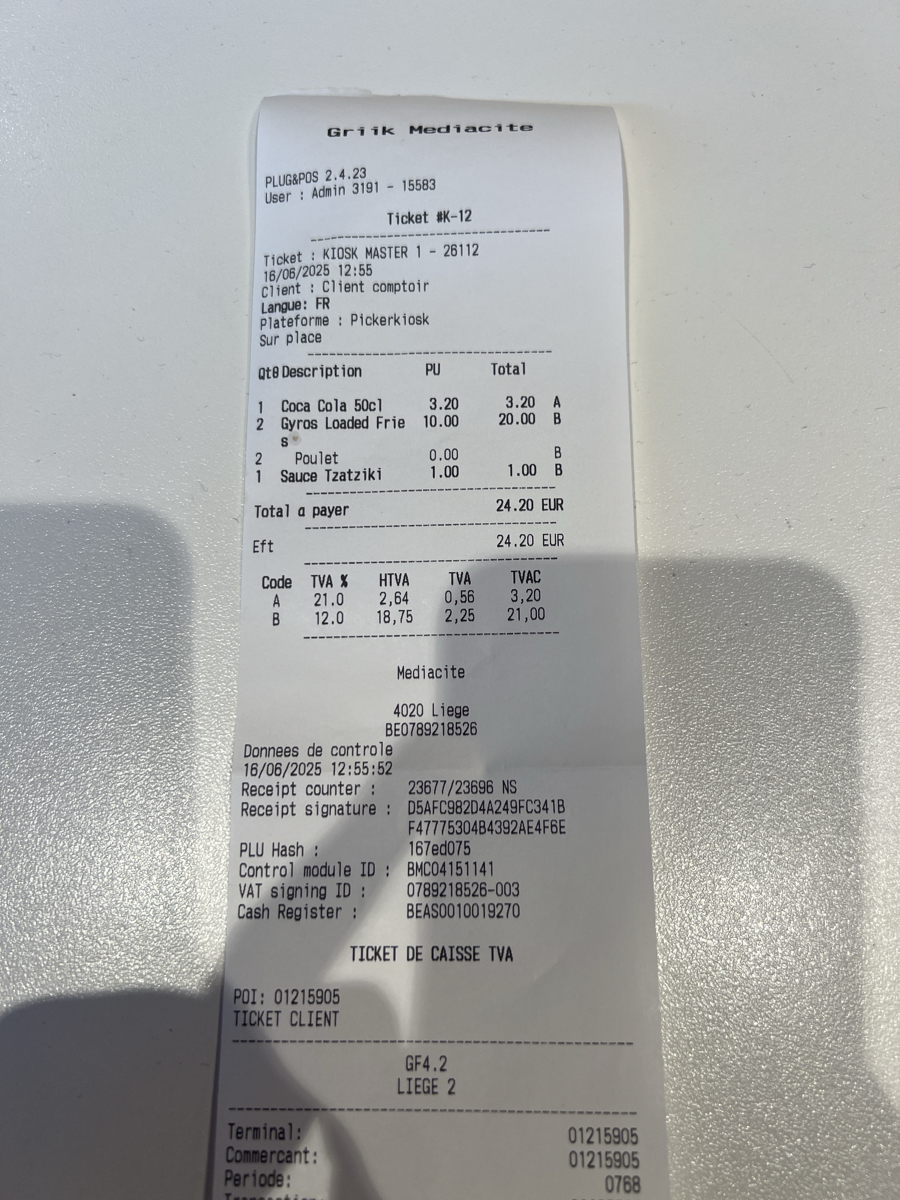 Griik Mediacite
PLUG&POS 2.4.23
User : Admin 3191 - 15583
Ticket #K-12
Ticket : KIOSK MASTER 1 - 26112
16/06/2025 12:55
Client : Client comptoir
Langue: FR
Plateforme : Pickerkiosk
Sur place
Qté Description PU Total
1 Coca Cola 50cl 3.20 3.20 A
2 Gyros Loaded Frie 10.00 20.00 B
s
2 Poulet 0.00 B
1 Sauce Tzatziki 1.00 1.00 B
Total a payer 24.20 EUR
Eft 24.20 EUR
Code TVA % HTVA TVA TVAC
A 21.0 2,64 0,56 3,20
B 12.0 18,75 2,25 21,00
Mediacite
4020 Liege
BE0789218526
Donnees de controle
16/06/2025 12:55:52
Receipt counter : 23677/23696 NS
Receipt signature : D5AFC982D4A249FC341B
F47775304B4392AE4F6E
PLU Hash : 167ed075
Control module ID : BMC04151141
VAT signing ID : 0789218526-003
Cash Register : BEAS0010019270
TICKET DE CAISSE TVA
POI: 01215905
TICKET CLIENT
GF4.2
LIEGE 2
Terminal: 01215905
Commercant: 01215905
Periode: 0768